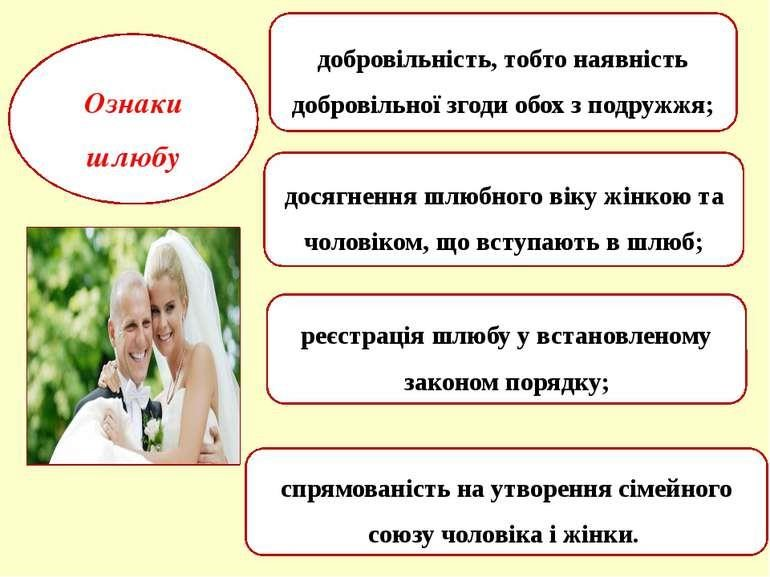 Ознаки
шлюбу
добровільність, тобто наявність
добровільної згоди обох з подружжя;
досягнення шлюбного віку жінкою та
чоловіком, що вступають в шлюб;
реєстрація шлюбу у встановленому
законом порядку;
спрямованість на утворення сімейного
союзу чоловіка і жінки.